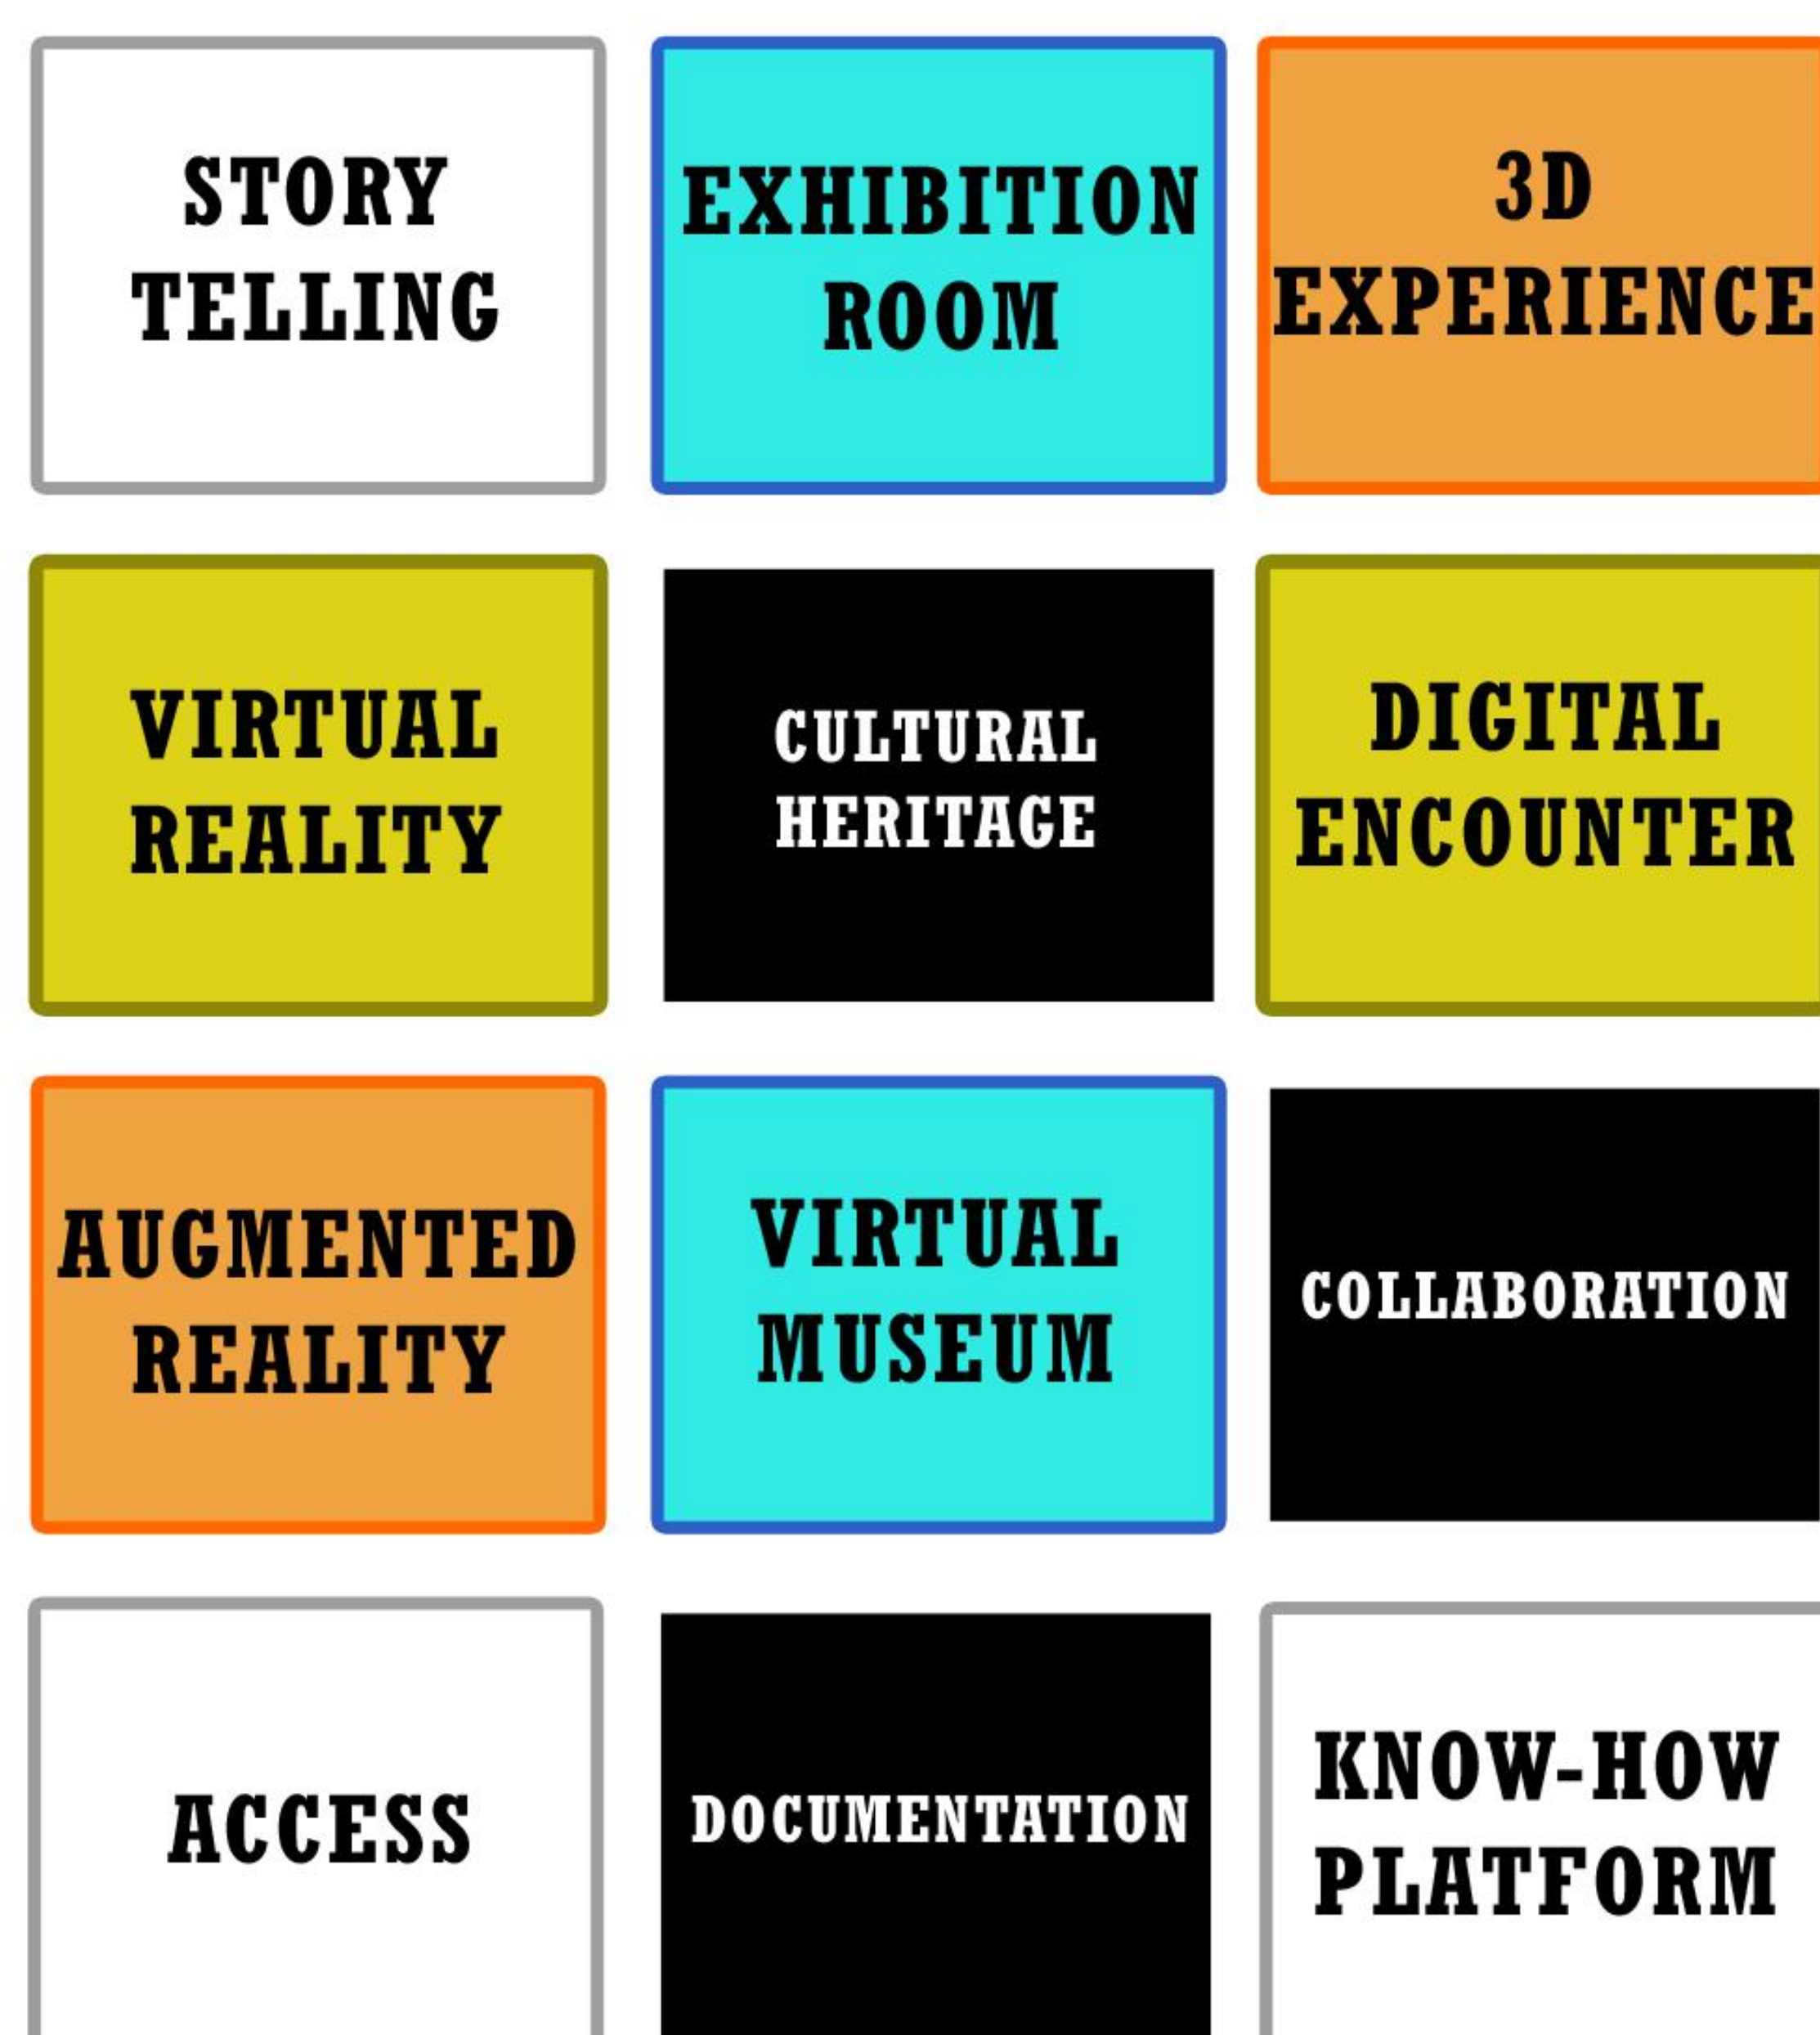 STORY
TELLING
EXHIBITION
ROOM
3D
EXPERIENCE
VIRTUAL
REALITY
CULTURAL
HERITAGE
DIGITAL
ENCOUNTER
AUGMENTED
REALITY
VIRTUAL
MUSEUM
COLLABORATION
ACCESS
DOCUMENTATION
KNOW-HOW
PLATFORM